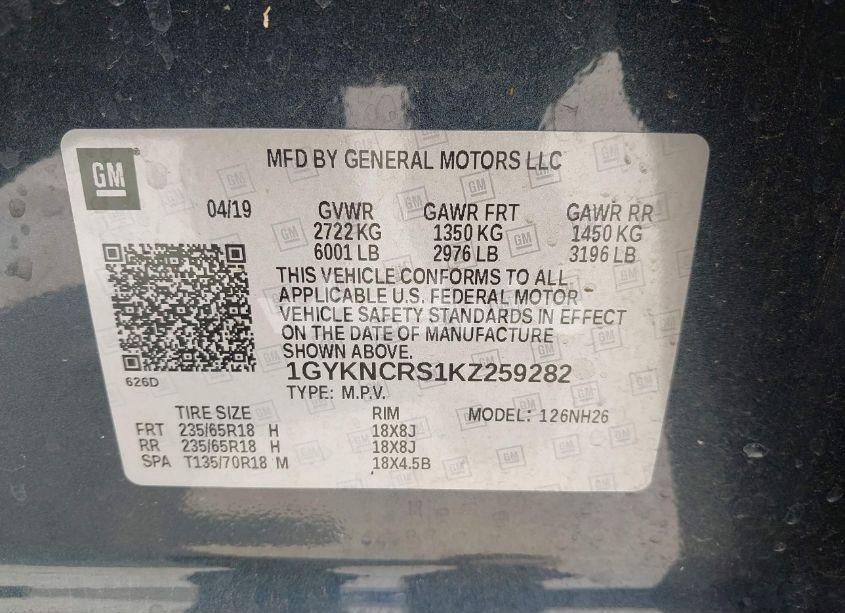 GM
MFD BY GENERAL MOTORS LLC
04/19 GVWR GAWR FRT GAWR RR
2722 KG 1350 KG 1450 KG
6001 LB 2976 LB 3196 LB
THIS VEHICLE CONFORMS TO ALL
APPLICABLE U.S. FEDERAL MOTOR
VEHICLE SAFETY STANDARDS IN EFFECT
ON THE DATE OF MANUFACTURE
SHOWN ABOVE.
626D
1GYKNCRS1KZ259282
TYPE: M.P.V.
TIRE SIZE RIM MODEL: 126NH26
FRT 235/65R18 H 18X8J
RR 235/65R18 H 18X8J
SPA T135/70R18 M 18X4.5B